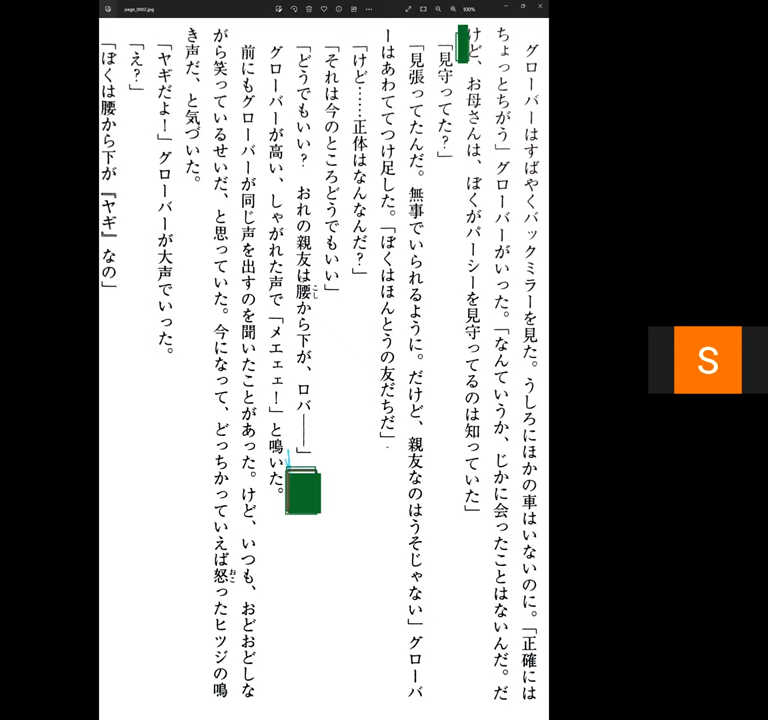 page_0002.jpg
100%
グローバーはすばやくバックミラーを見た。うしろにほかの車はいないのに。「正確には
ちょっとちがう」グローバーがいった。「なんていうか、じかに会ったことはないんだ。だ
けど、お母さんは、ぼくがパーシーを見守ってるのは知っていた」
「見守ってた?」
「見張ってたんだ。無事でいられるように。だけど、親友なのはうそじゃない」グローバ
ーはあわててつけ足した。「ぼくはほんとうの友だちだ」
「けど……正体はなんなんだ?」
「それは今のところどうでもいい」
「どうでもいい? おれの親友は腰こしから下が、ロバ――」
グローバーが高い、しゃがれた声で「メエェェ!」と鳴いた。
前にもグローバーが同じ声を出すのを聞いたことがあった。けど、いつも、おどおどしな
がら笑っているせいだ、と思っていた。今になって、どっちかっていえば怒おこったヒツジの鳴
き声だ、と気づいた。
「ヤギだよ!」グローバーが大声でいった。
「え?」
「ぼくは腰から下が『ヤギ』なの」
S